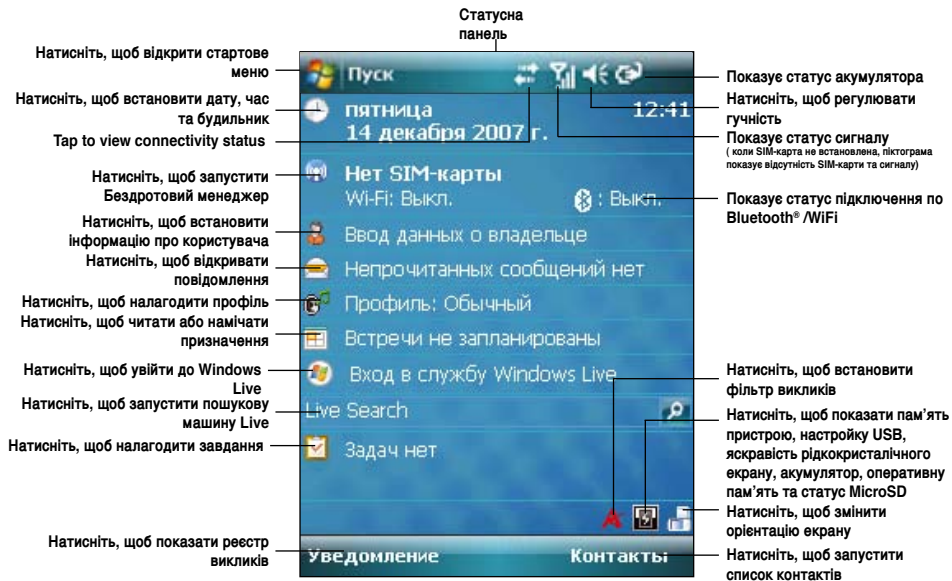 Статусна
панель
Натисніть, щоб відкрити стартове
меню
Натисніть, щоб встановити дату, час
та будильник
Tap to view connectivity status
Натисніть, щоб запустити
Бездротовий менеджер
Натисніть, щоб встановити
інформацію про користувача
Натисніть, щоб відкривати
повідомлення
Натисніть, щоб налагодити профіль
Натисніть, щоб читати або намічати
призначення
Натисніть, щоб увійти до Windows
Live
Натисніть, щоб запустити пошукову
машину Live
Натисніть, щоб налагодити завдання
Натисніть, щоб показати реєстр
викликів
Пуск
пятница
12:41
14 декабря 2007 г.
Нет SIM-карты
Wi-Fi: Выкл.
: Выкл.
Ввод данных о владельце
Непрочитанных сообщений нет
Профиль: Обычный
Встречи не запланированы
Вход в службу Windows Live
Live Search
Задач нет
Уведомление
Контакты
Показує статус акумулятора
Натисніть, щоб регулювати
гучність
Показує статус сигналу
( коли SIM-карта не встановлена, піктограма
показує відсутність SIM-карти та сигналу)
Показує статус підключення по
Bluetooth® /WiFi
Натисніть, щоб встановити
фільтр викликів
Натисніть, щоб показати пам’ять
пристрою, настройку USB,
яскравість рідкокристалічного
екрану, акумулятор, оперативну
пам’ять та статус MicroSD
Натисніть, щоб змінити
орієнтацію екрану
Натисніть, щоб запустити
список контактів